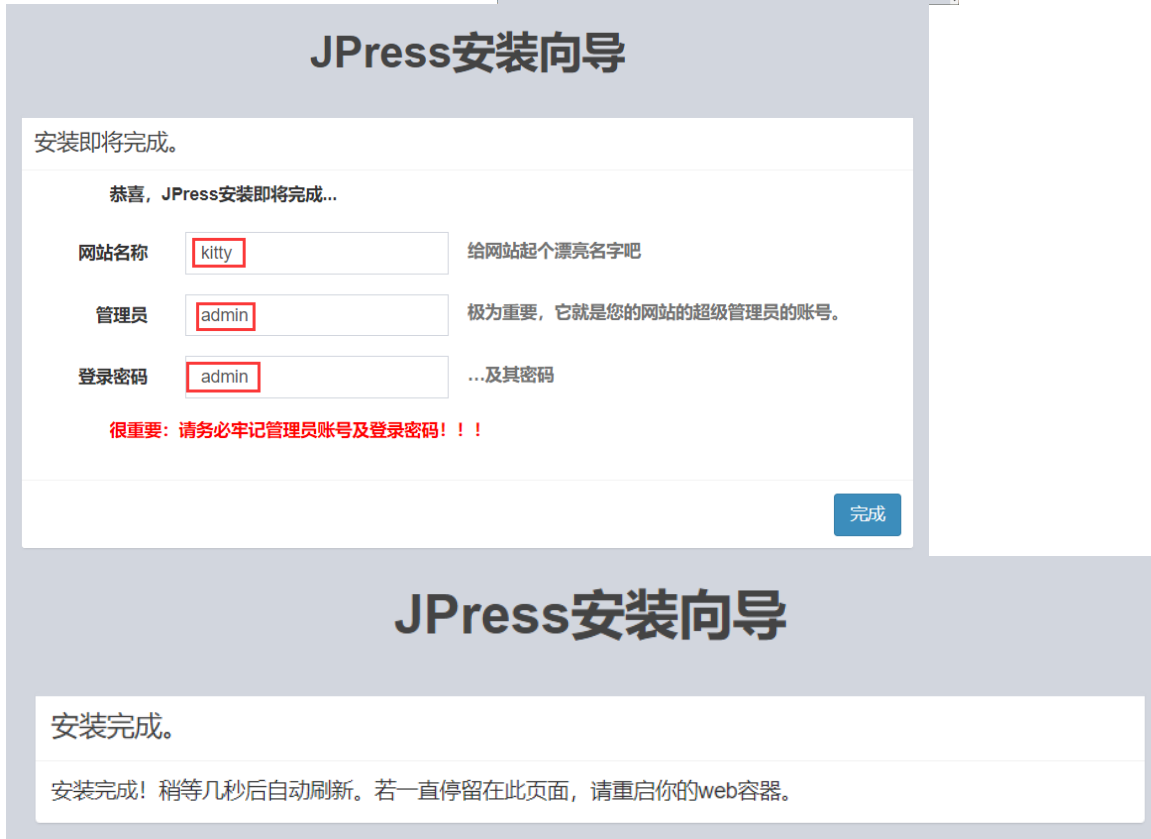 JPress安装向导
安装即将完成。
恭喜，JPress安装即将完成...
网站名称 kitty 给网站起个漂亮名字吧
管理员 admin 极为重要，它就是您的网站的超级管理员的账号。
登录密码 admin ...及其密码
很重要：请务必牢记管理员账号及登录密码！！！
完成
JPress安装向导
安装完成。
安装完成！稍等几秒后自动刷新。若一直停留在此页面，请重启你的web容器。